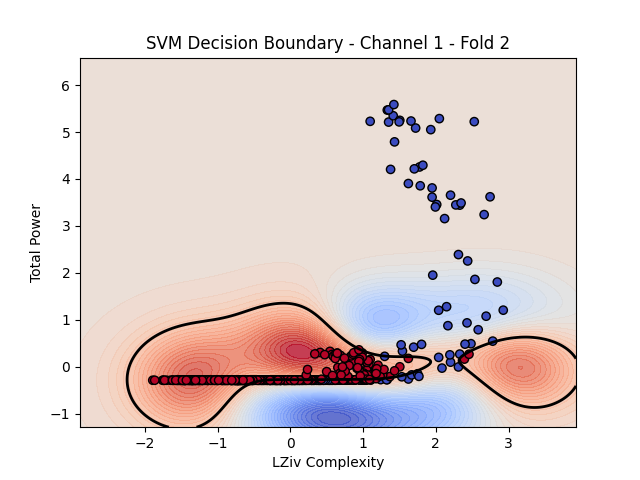 SVM Decision Boundary - Channel 1 - Fold 2
6
5
4
3
2
1
0
−1
Total Power
−2 −1 0 1 2 3
LZiv Complexity